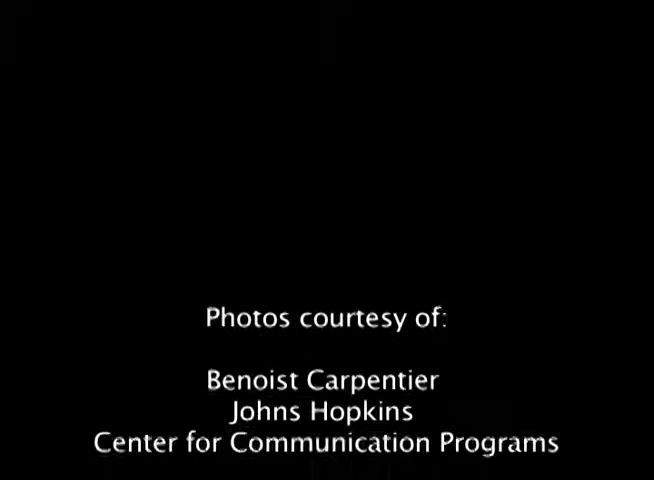 Photos courtesy of:
Benoist Carpentier
Johns Hopkins
Center for Communication Programs